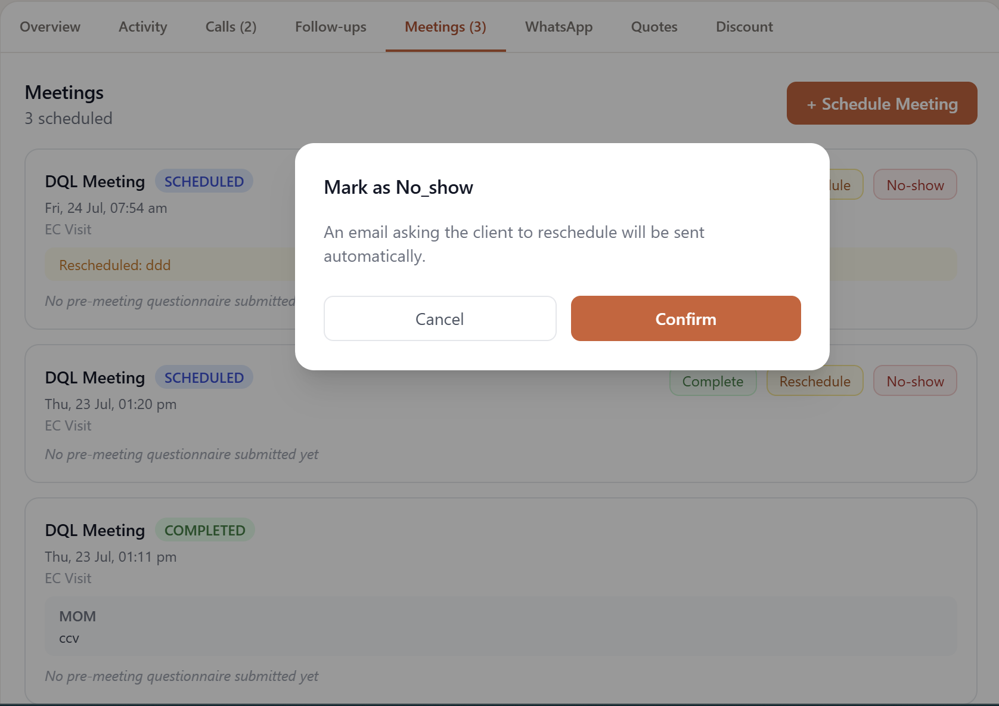 Overview Activity Calls (2) Follow-ups Meetings (3) WhatsApp Quotes Discount
Meetings
3 scheduled
+ Schedule Meeting
DQL Meeting SCHEDULED
No-show
Fri, 24 Jul, 07:54 am
EC Visit
Rescheduled: ddd
No pre-meeting questionnaire submitted
Mark as No_show
An email asking the client to reschedule will be sent
automatically.
Cancel Confirm
DQL Meeting SCHEDULED
Complete Reschedule No-show
Thu, 23 Jul, 01:20 pm
EC Visit
No pre-meeting questionnaire submitted yet
DQL Meeting COMPLETED
Thu, 23 Jul, 01:11 pm
EC Visit
MOM
ccv
No pre-meeting questionnaire submitted yet